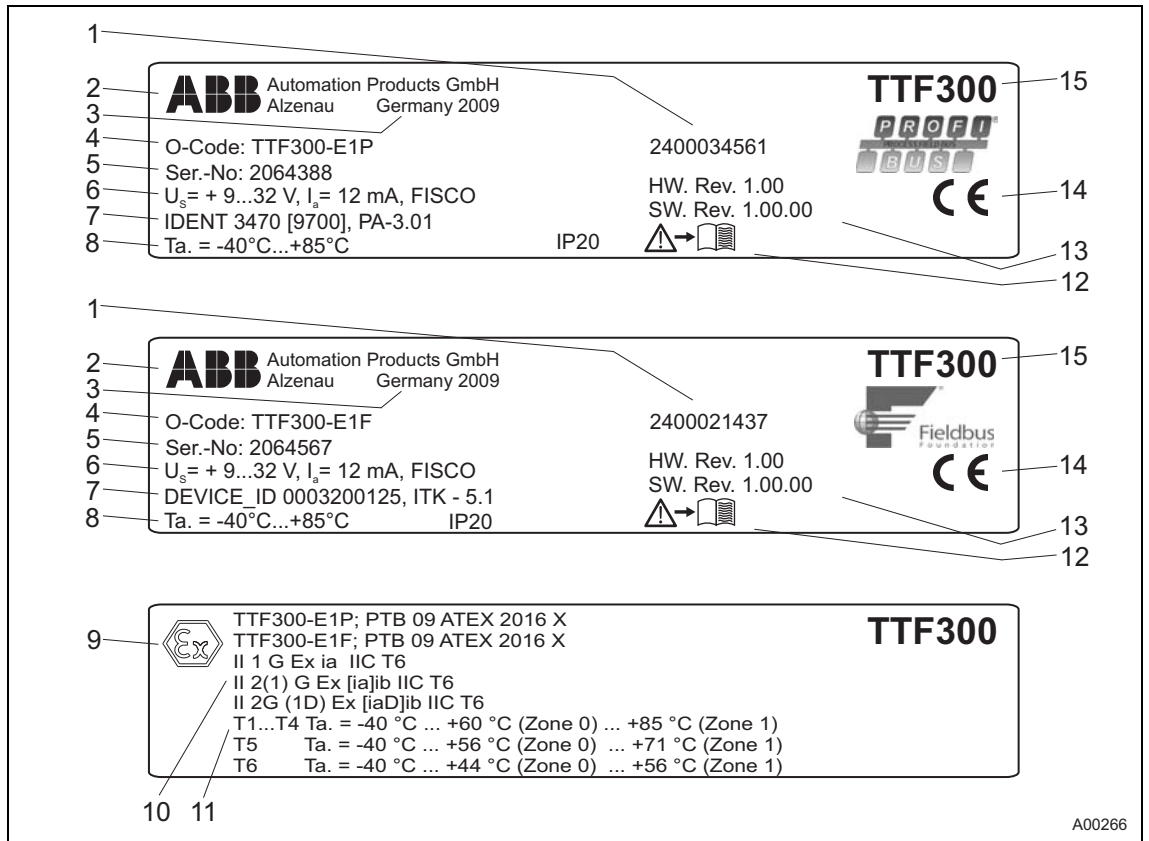 1
2 ABB Automation Products GmbH TTF300 15
3 Alzenau Germany 2009 PROFI® PROCESS FIELD BUS BUS
4 O-Code: TTF300-E1P 2400034561
5 Ser.-No: 2064388
6 Us= + 9...32 V, Ia= 12 mA, FISCO HW. Rev. 1.00 CE 14
7 IDENT 3470 [9700], PA-3.01 SW. Rev. 1.00.00
8 Ta. = -40°C...+85°C IP20 13
12
1
2 ABB Automation Products GmbH TTF300 15
3 Alzenau Germany 2009
4 O-Code: TTF300-E1F 2400021437 Fieldbus
5 Ser.-No: 2064567 Foundation
6 Us= + 9...32 V, Ia= 12 mA, FISCO HW. Rev. 1.00 CE 14
7 DEVICE_ID 0003200125, ITK - 5.1 SW. Rev. 1.00.00
8 Ta. = -40°C...+85°C IP20 13
12
TTF300-E1P; PTB 09 ATEX 2016 X TTF300
9 Ex TTF300-E1F; PTB 09 ATEX 2016 X
II 1 G Ex ia IIC T6
II 2(1) G Ex [ia]ib IIC T6
II 2G (1D) Ex [iaD]ib IIC T6
T1...T4 Ta. = -40 °C ... +60 °C (Zone 0) ... +85 °C (Zone 1)
T5 Ta. = -40 °C ... +56 °C (Zone 0) ... +71 °C (Zone 1)
T6 Ta. = -40 °C ... +44 °C (Zone 0) ... +56 °C (Zone 1)
10 11
A00266